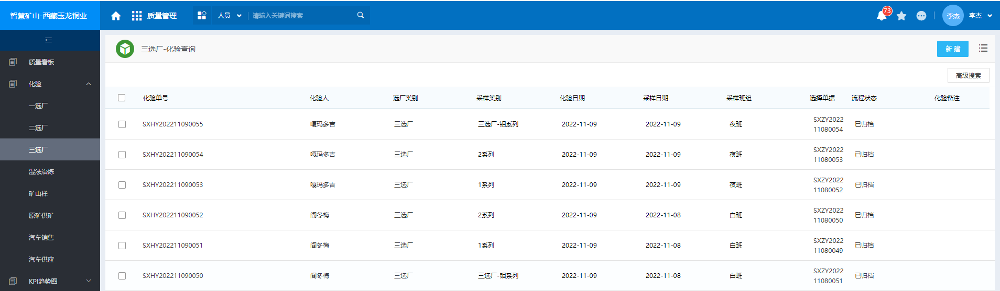 智慧矿山-西藏玉龙铜业
质量管理
人员
请输入关键词搜索
73
李杰
李杰
质量看板
化验
一选厂
二选厂
三选厂
湿法冶炼
矿山样
原矿供矿
汽车销售
汽车供应
KPI趋势图
三选厂-化验查询
新 建
高级搜索
化验单号 化验人 选厂类别 采样类别 化验日期 采样日期 采样班组 选择单据 流程状态 化验备注
SXHY202211090055 嘎玛多吉 三选厂 三选厂-钼系列 2022-11-09 2022-11-09 夜班 SXZY2022 已归档
11080054
SXHY202211090054 嘎玛多吉 三选厂 2系列 2022-11-09 2022-11-09 夜班 SXZY2022 已归档
11080053
SXHY202211090053 嘎玛多吉 三选厂 1系列 2022-11-09 2022-11-09 夜班 SXZY2022 已归档
11080052
SXHY202211090052 阎冬梅 三选厂 2系列 2022-11-09 2022-11-08 白班 SXZY2022 已归档
11080050
SXHY202211090051 阎冬梅 三选厂 1系列 2022-11-09 2022-11-08 白班 SXZY2022 已归档
11080049
SXHY202211090050 阎冬梅 三选厂 三选厂-钼系列 2022-11-09 2022-11-08 白班 SXZY2022 已归档
11080051